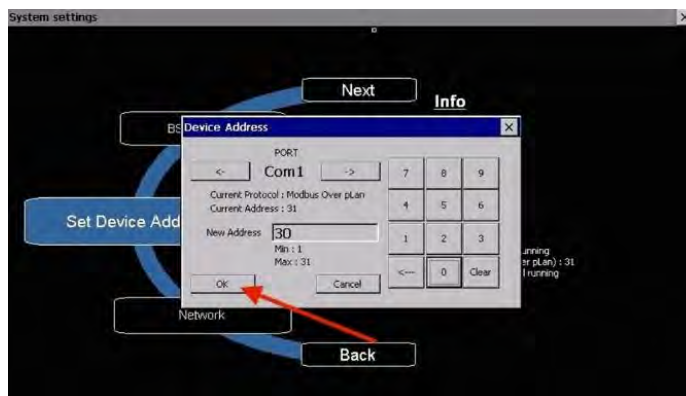 System settings
Next
Info
BS
Device Address
PORT
<-
Com1
->
Current Protocol : Modbus Over pLan
Current Address : 31
New Address
30
Min : 1
Max : 31
OK
Cancel
7
8
9
4
5
6
1
2
3
<--
0
Clear
Set Device Add
unning
er pLan) : 31
l running
Network
Back